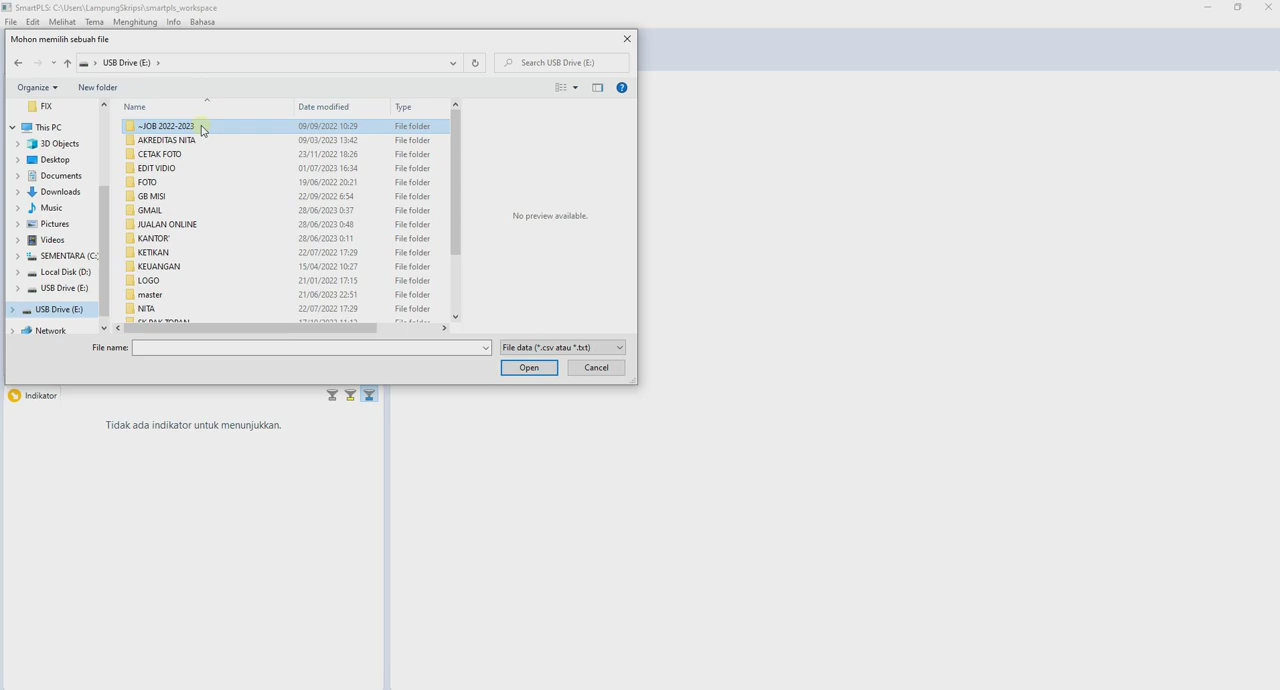 SmartPLS: C:\Users\LampungSkripsi\smartpls_workspace
File Edit Melihat Tema Menghitung Info Bahasa
Mohon memilih sebuah file
USB Drive (E:)
Search USB Drive (E:)
Organize New folder
Name Date modified Type
FIX
This PC
3D Objects
Desktop
Documents
Downloads
Music
Pictures
Videos
SEMENTARA (C:)
Local Disk (D:)
USB Drive (E:)
USB Drive (E:)
Network
~JOB 2022-2023 09/09/2022 10:29 File folder
AKREDITAS NITA 09/03/2023 13:42 File folder
CETAK FOTO 23/11/2022 18:26 File folder
EDIT VIDIO 01/07/2023 16:34 File folder
FOTO 19/06/2022 20:21 File folder
GB MISI 22/09/2022 6:54 File folder
GMAIL 28/06/2023 0:37 File folder
JUALAN ONLINE 28/06/2023 0:48 File folder
KANTOR' 28/06/2023 0:11 File folder
KETIKAN 22/07/2022 17:29 File folder
KEUANGAN 15/04/2022 10:27 File folder
LOGO 21/01/2022 17:15 File folder
master 21/06/2023 22:51 File folder
NITA 22/07/2022 17:29 File folder
No preview available.
File name: File data (*.csv atau *.txt)
Open Cancel
Indikator
Tidak ada indikator untuk menunjukkan.